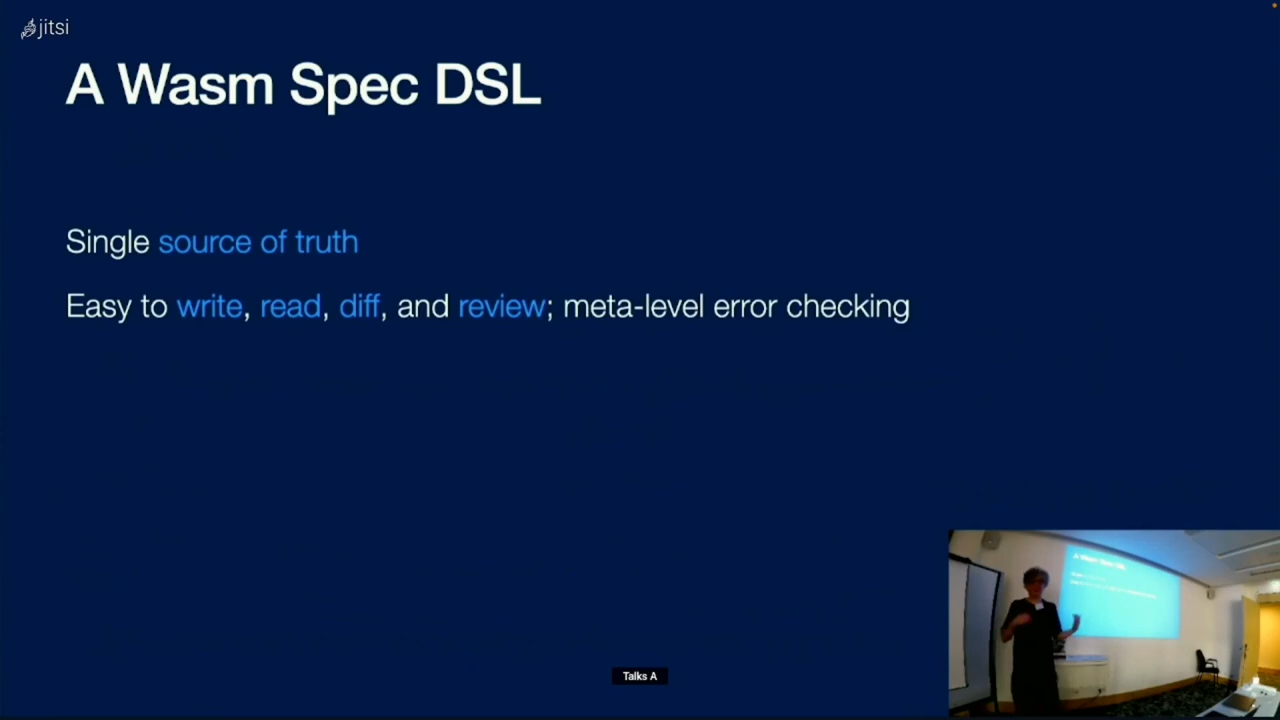 jitsi
A Wasm Spec DSL
Single source of truth
Easy to write, read, diff, and review; meta-level error checking
Talks A